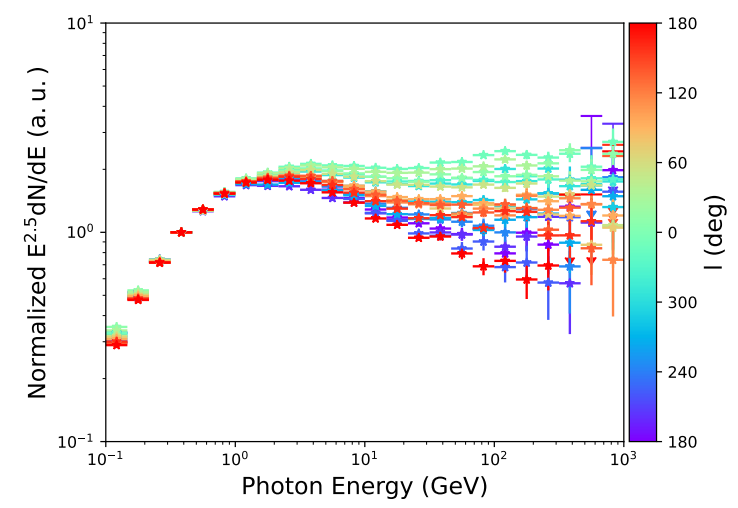 Normalized E^2.5dN/dE (a. u. )
10^1
10^0
10^-1
10^-1 10^0 10^1 10^2 10^3
Photon Energy (GeV)
180
120
60
0
300
240
180
l (deg)